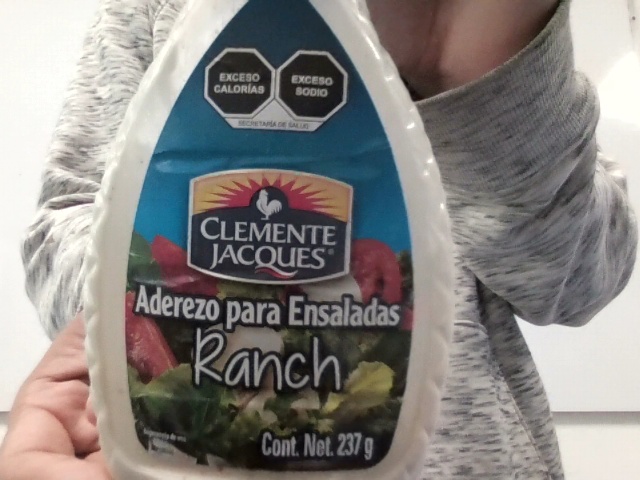 EXCESO CALORÍAS
EXCESO SODIO
SECRETARÍA DE SALUD
CLEMENTE
JACQUES®
Aderezo para Ensaladas
Ranch
Cont. Net. 237 g